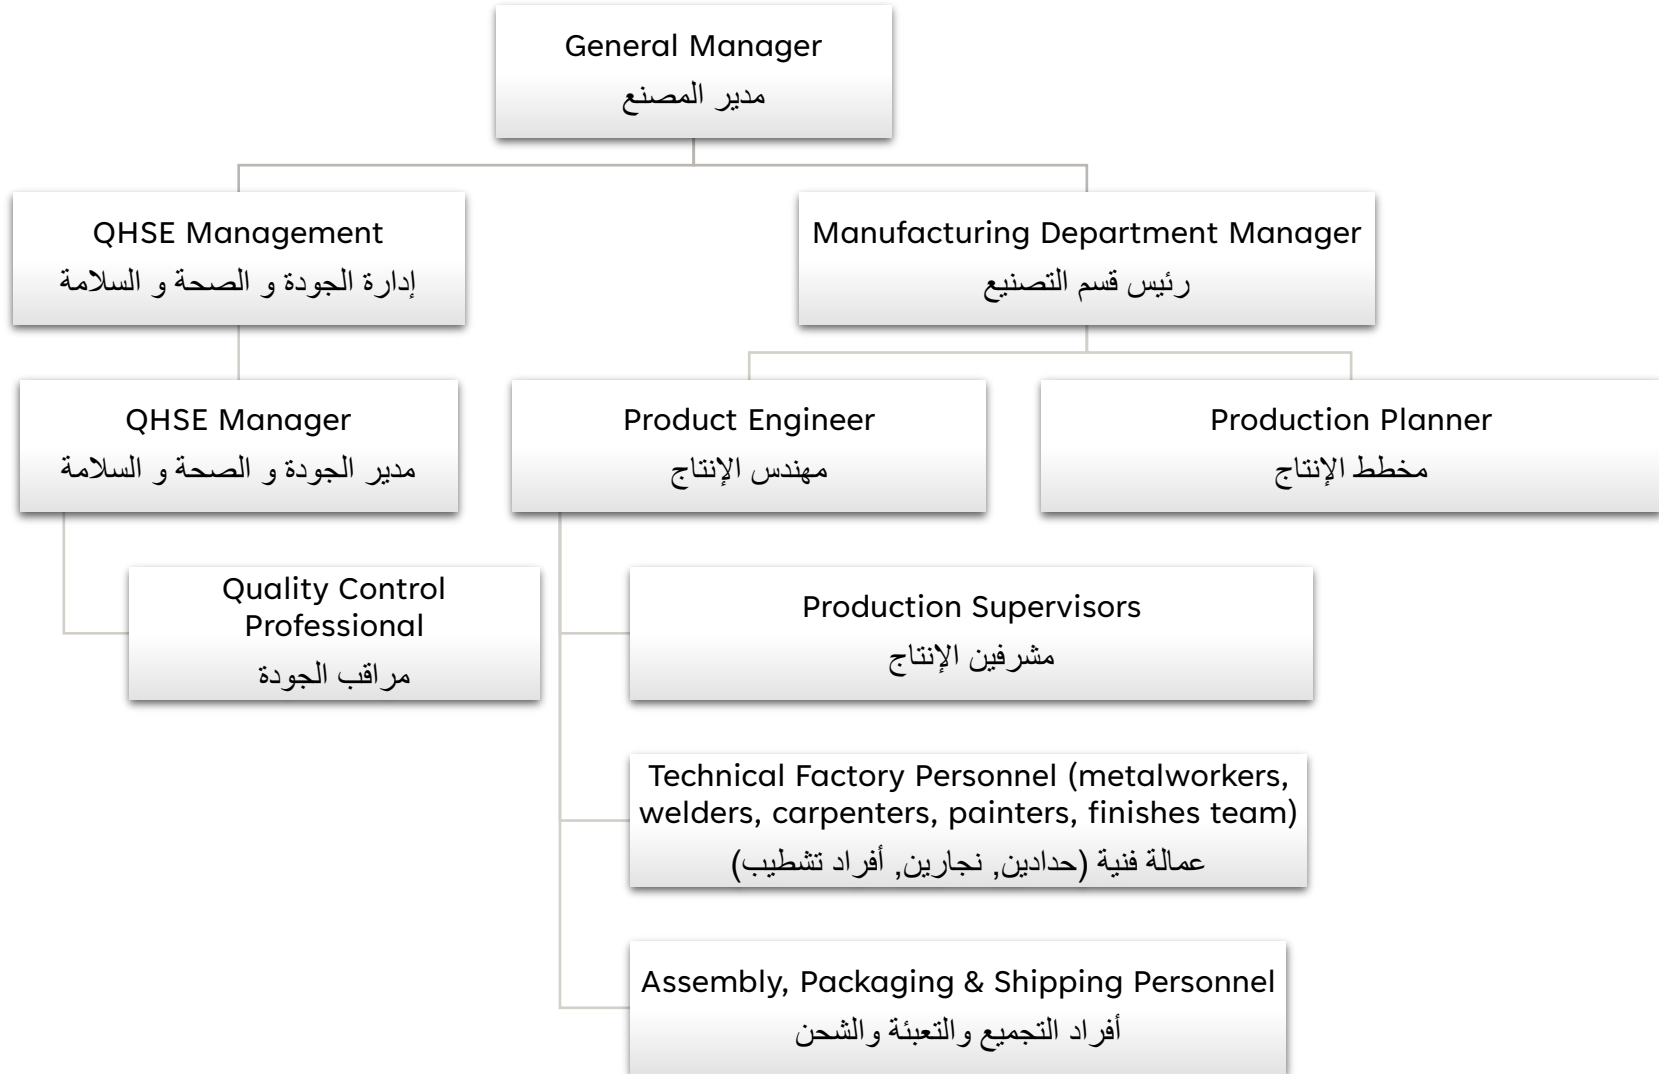 General Manager
مدير المصنع
QHSE Management
إدارة الجودة و الصحة و السلامة
Manufacturing Department Manager
رئيس قسم التصنيع
QHSE Manager
مدير الجودة و الصحة و السلامة
Product Engineer
مهندس الإنتاج
Production Planner
مخطط الإنتاج
Quality Control
Professional
مراقب الجودة
Production Supervisors
مشرفين الإنتاج
Technical Factory Personnel (metalworkers,
welders, carpenters, painters, finishes team)
عمالة فنية (حدادين, نجارين, أفراد تشطيب)
Assembly, Packaging & Shipping Personnel
أفراد التجميع والتعبئة والشحن